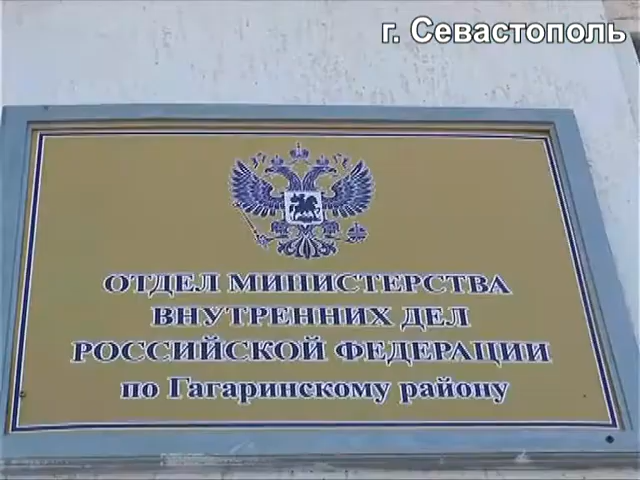 г. Севастополь
ОТДЕЛ МИНИСТЕРСТВА
ВНУТРЕННИХ ДЕЛ
РОССИЙСКОЙ ФЕДЕРАЦИИ
по Гагаринскому району